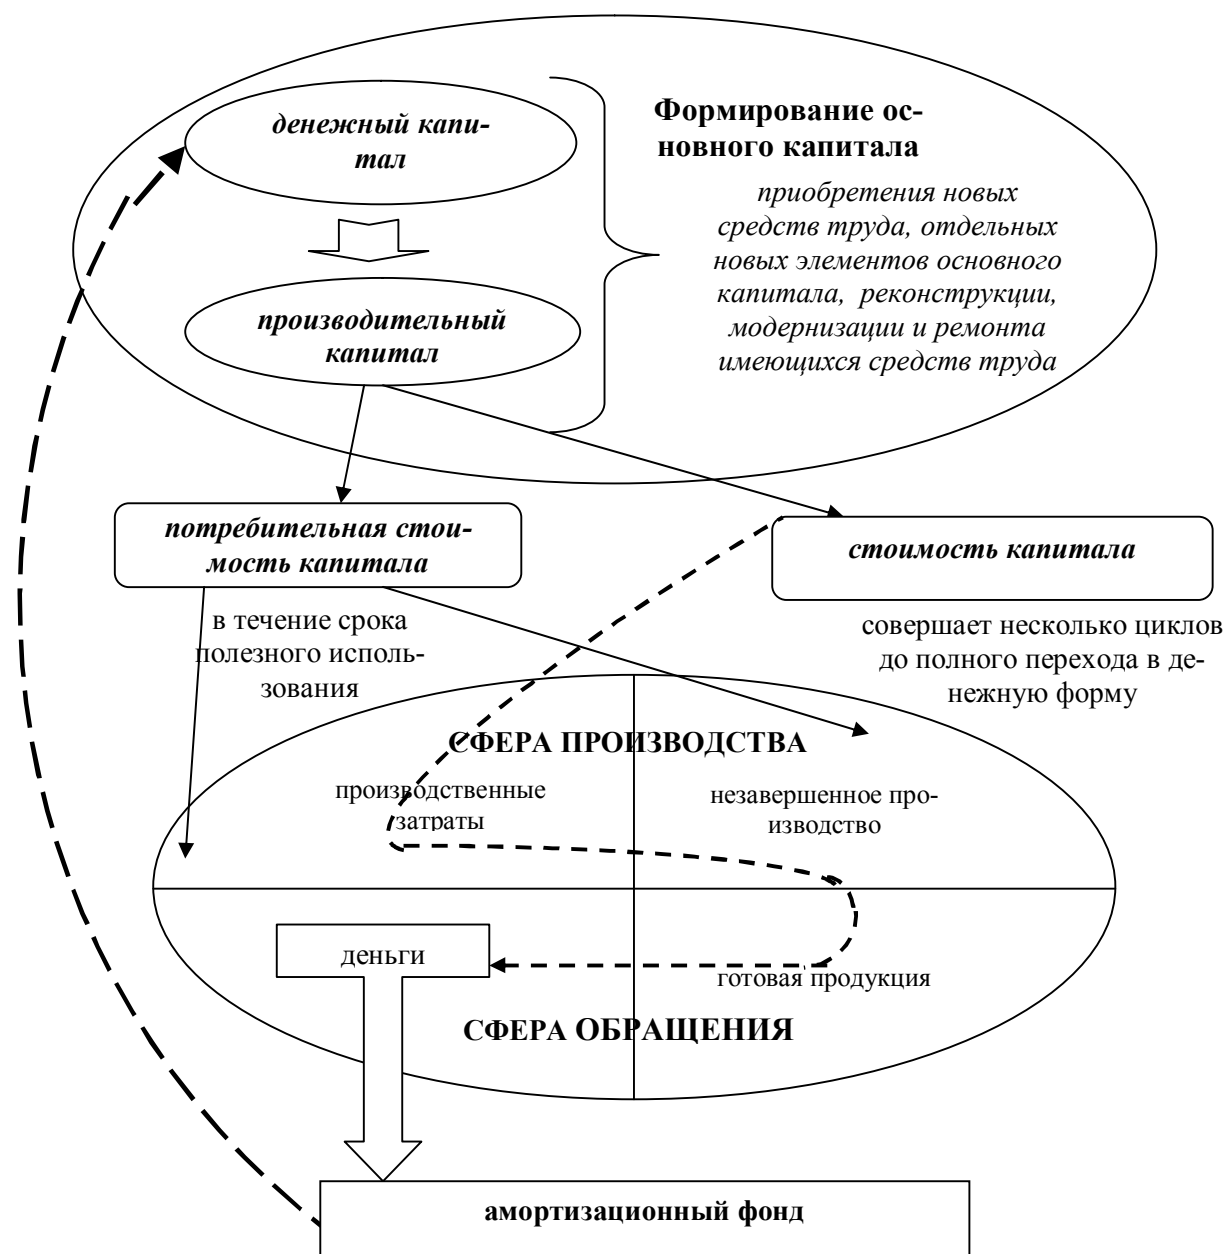 денежный капи-
тал
Формирование ос-
новного капитала
приобретения новых
средств труда, отдельных
новых элементов основного
капитала, реконструкции,
модернизации и ремонта
имеющихся средств труда
производительный
капитал
потребительная стои-
мость капитала
стоимость капитала
в течение срока
полезного исполь-
зования
совершает несколько циклов
до полного перехода в де-
нежную форму
СФЕРА ПРОИЗВОДСТВА
производственные
затраты
незавершенное про-
изводство
деньги
готовая продукция
СФЕРА ОБРАЩЕНИЯ
амортизационный фонд